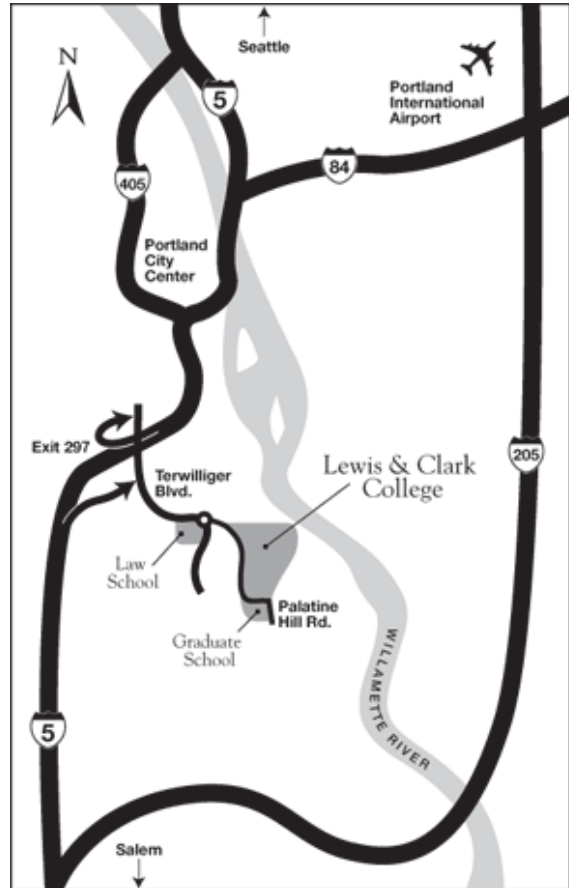 Seattle
N
Portland
International
Airport
5
84
405
Portland
City
Center
Exit 297
205
Lewis & Clark
College
Terwilliger
Blvd.
Law
School
Palatine
Hill Rd.
Graduate
School
WILLAMETTE RIVER
5
Salem